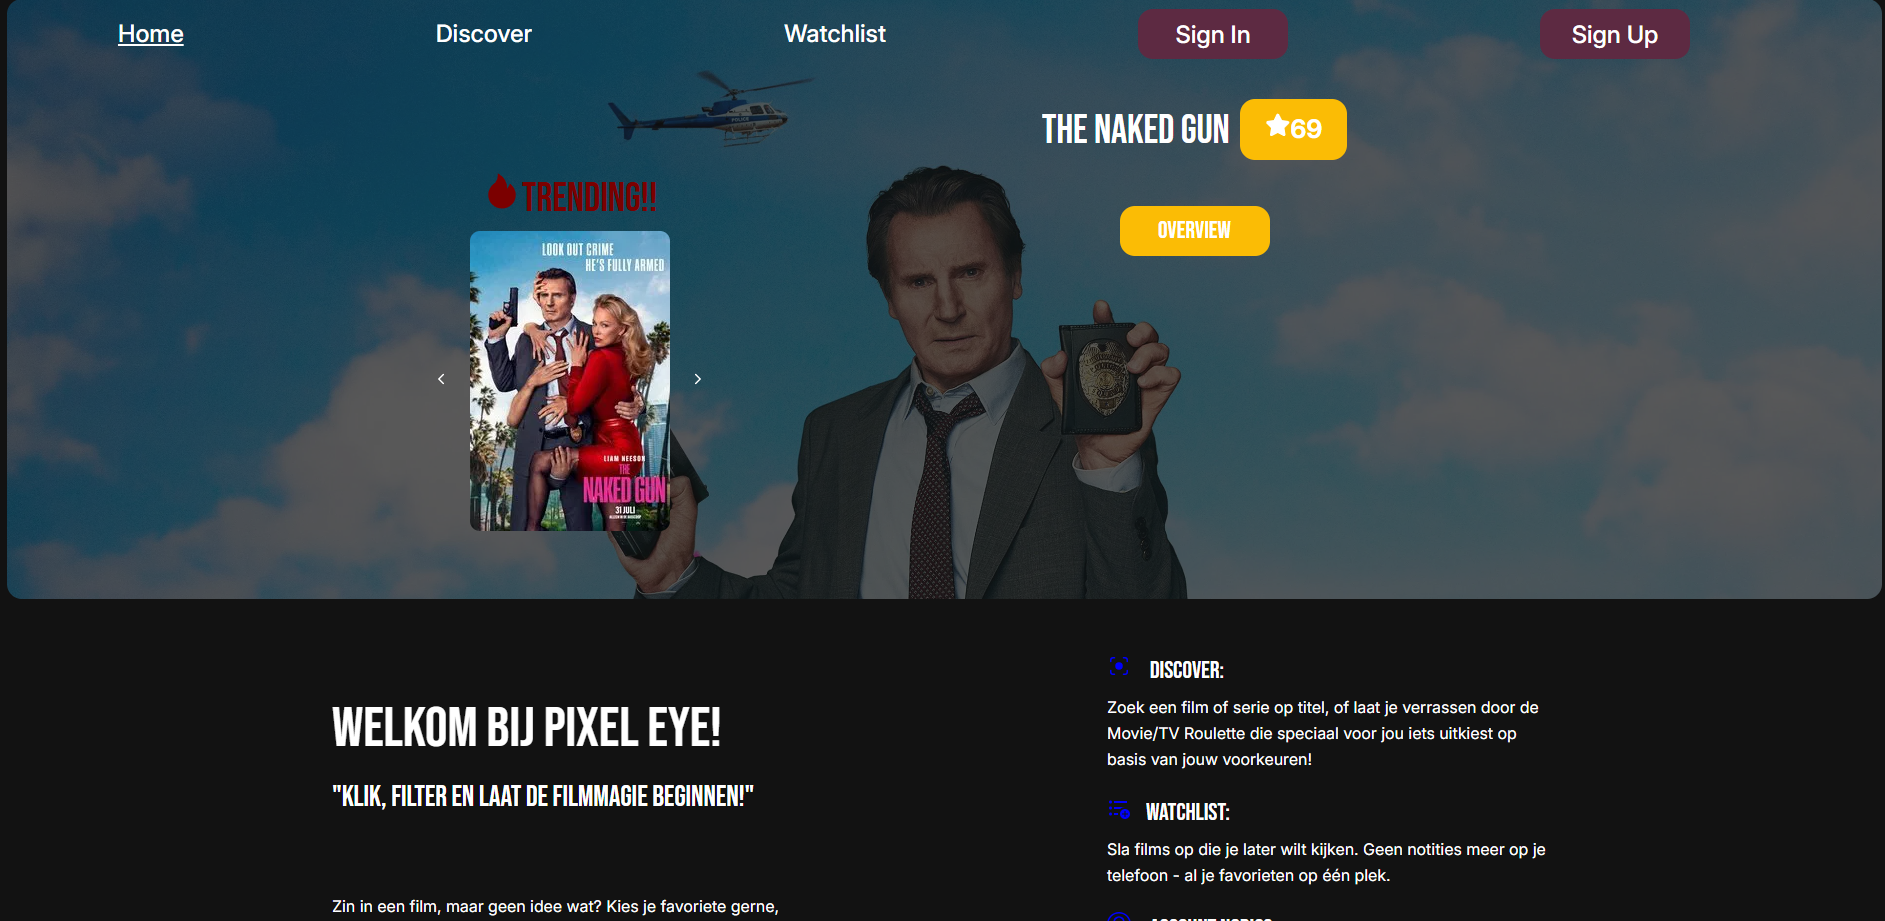 Home
Discover
Watchlist
Sign In
Sign Up
POLICE
THE NAKED GUN
69
TRENDING!!
OVERVIEW
LOOK OUT CRIME
HE'S FULLY ARMED
LIAM NEESON
THE
NAKED GUN
31 JULI
DISCOVER:
Zoek een film of serie op titel, of laat je verrassen door de
Movie/TV Roulette die speciaal voor jou iets uitkiest op
basis van jouw voorkeuren!
WELKOM BIJ PIXEL EYE!
"KLIK, FILTER EN LAAT DE FILMMAGIE BEGINNEN!"
WATCHLIST:
Sla films op die je later wilt kijken. Geen notities meer op je
telefoon - al je favorieten op één plek.
Zin in een film, maar geen idee wat? Kies je favoriete gerne,